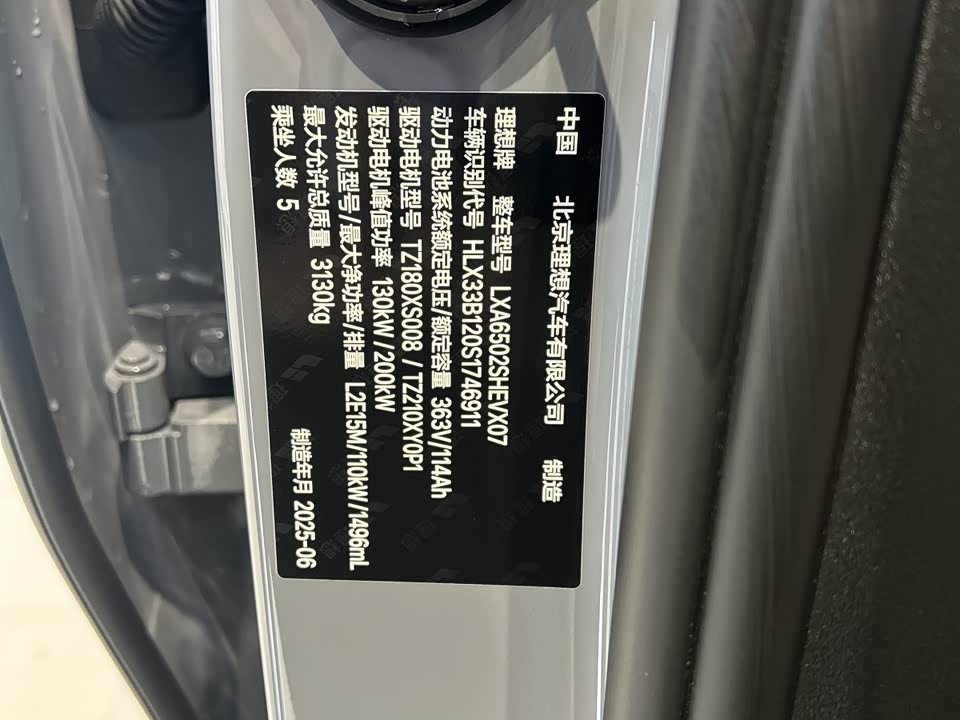 中国 北京理想汽车有限公司 制造
理想牌 整车型号 LXA6502SHEVX07
车辆识别代号 HLX33B120S1746911
动力电池系统额定电压/额定容量 363V/114Ah
驱动电机型号 TZ180XS008 / TZ210XY0P1
驱动电机峰值功率 130kW/200kW
发动机型号/最大净功率/排量 L2E15M/110kW/1496mL
最大允许总质量 3130kg
乘坐人数 5 制造年月 2025-06